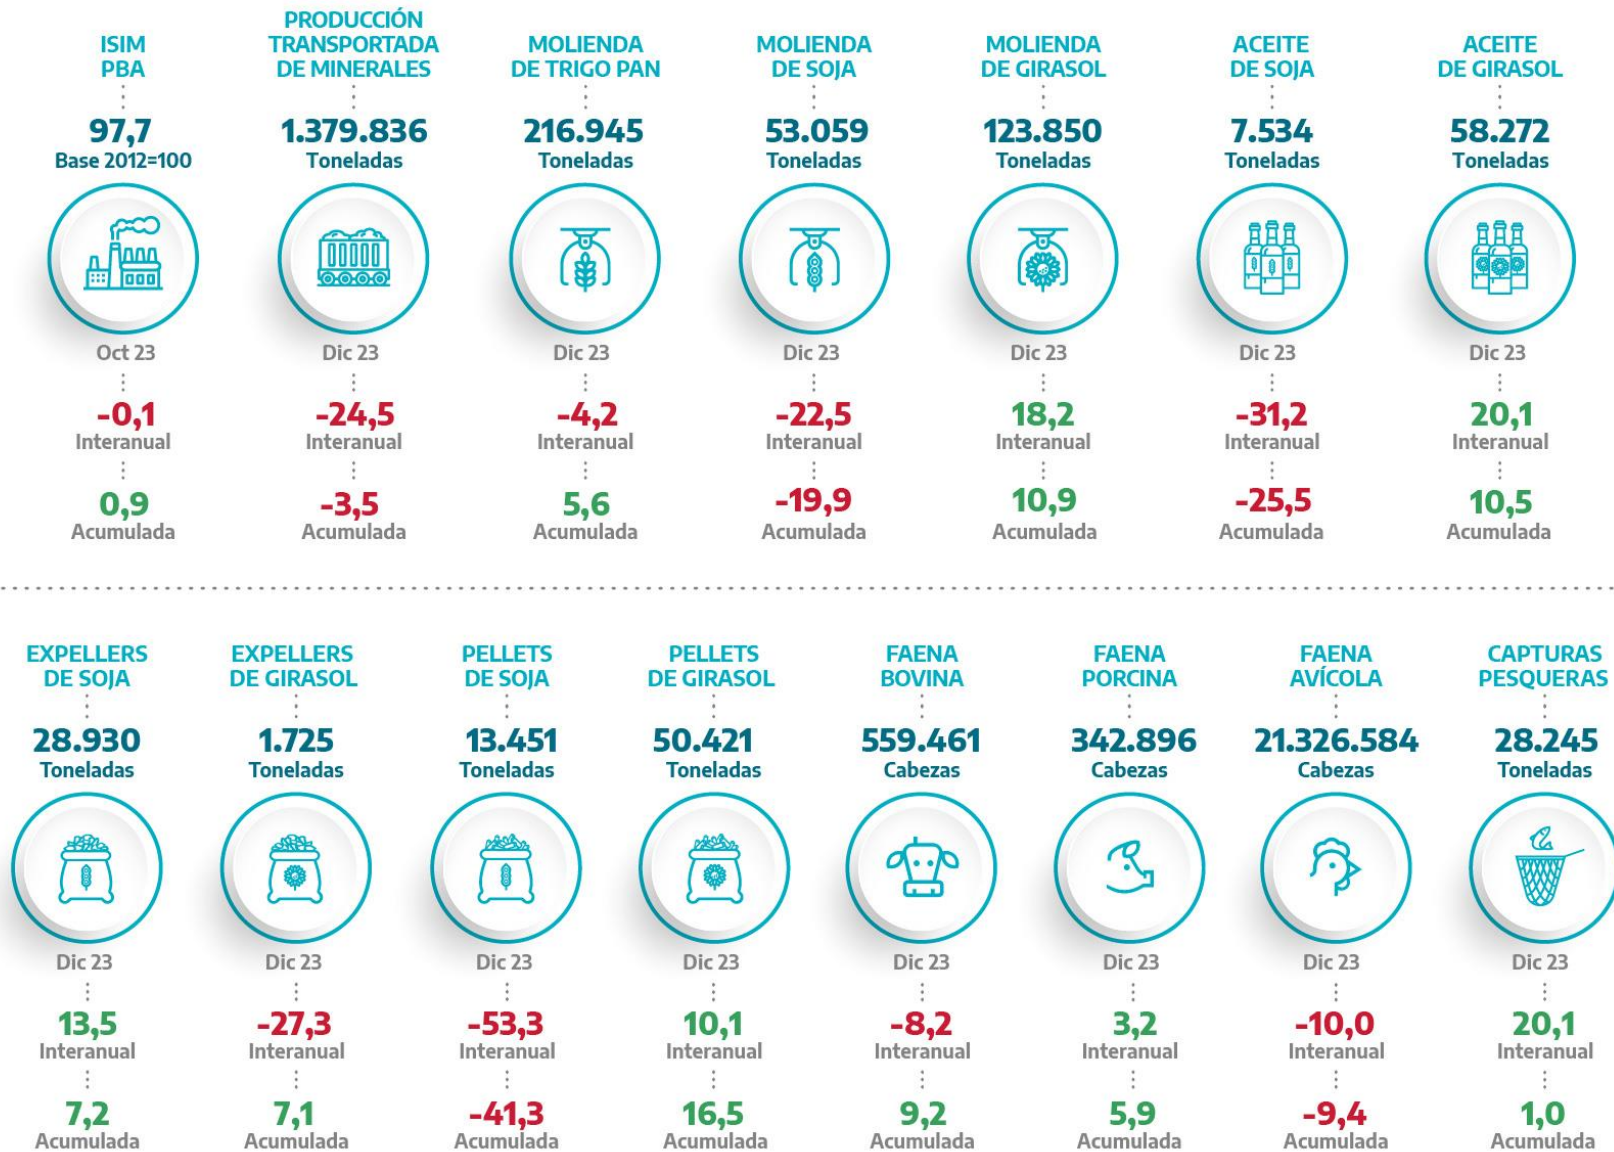 ISIM
PBA
97,7
Base 2012=100
Oct 23
-0,1
Interanual
0,9
Acumulada
PRODUCCIÓN
TRANSPORTADA
DE MINERALES
1.379.836
Toneladas
Dic 23
-24,5
Interanual
-3,5
Acumulada
MOLIENDA
DE TRIGO PAN
216.945
Toneladas
Dic 23
-4,2
Interanual
5,6
Acumulada
MOLIENDA
DE SOJA
53.059
Toneladas
Dic 23
-22,5
Interanual
-19,9
Acumulada
MOLIENDA
DE GIRASOL
123.850
Toneladas
Dic 23
18,2
Interanual
10,9
Acumulada
ACEITE
DE SOJA
7.534
Toneladas
Dic 23
-31,2
Interanual
-25,5
Acumulada
ACEITE
DE GIRASOL
58.272
Toneladas
Dic 23
20,1
Interanual
10,5
Acumulada
EXPELLERS
DE SOJA
28.930
Toneladas
Dic 23
13,5
Interanual
7,2
Acumulada
EXPELLERS
DE GIRASOL
1.725
Toneladas
Dic 23
-27,3
Interanual
7,1
Acumulada
PELLETS
DE SOJA
13.451
Toneladas
Dic 23
-53,3
Interanual
-41,3
Acumulada
PELLETS
DE GIRASOL
50.421
Toneladas
Dic 23
10,1
Interanual
16,5
Acumulada
FAENA
BOVINA
559.461
Cabezas
Dic 23
-8,2
Interanual
9,2
Acumulada
FAENA
PORCINA
342.896
Cabezas
Dic 23
3,2
Interanual
5,9
Acumulada
FAENA
AVÍCOLA
21.326.584
Cabezas
Dic 23
-10,0
Interanual
-9,4
Acumulada
CAPTURAS
PESQUERAS
28.245
Toneladas
Dic 23
20,1
Interanual
1,0
Acumulada